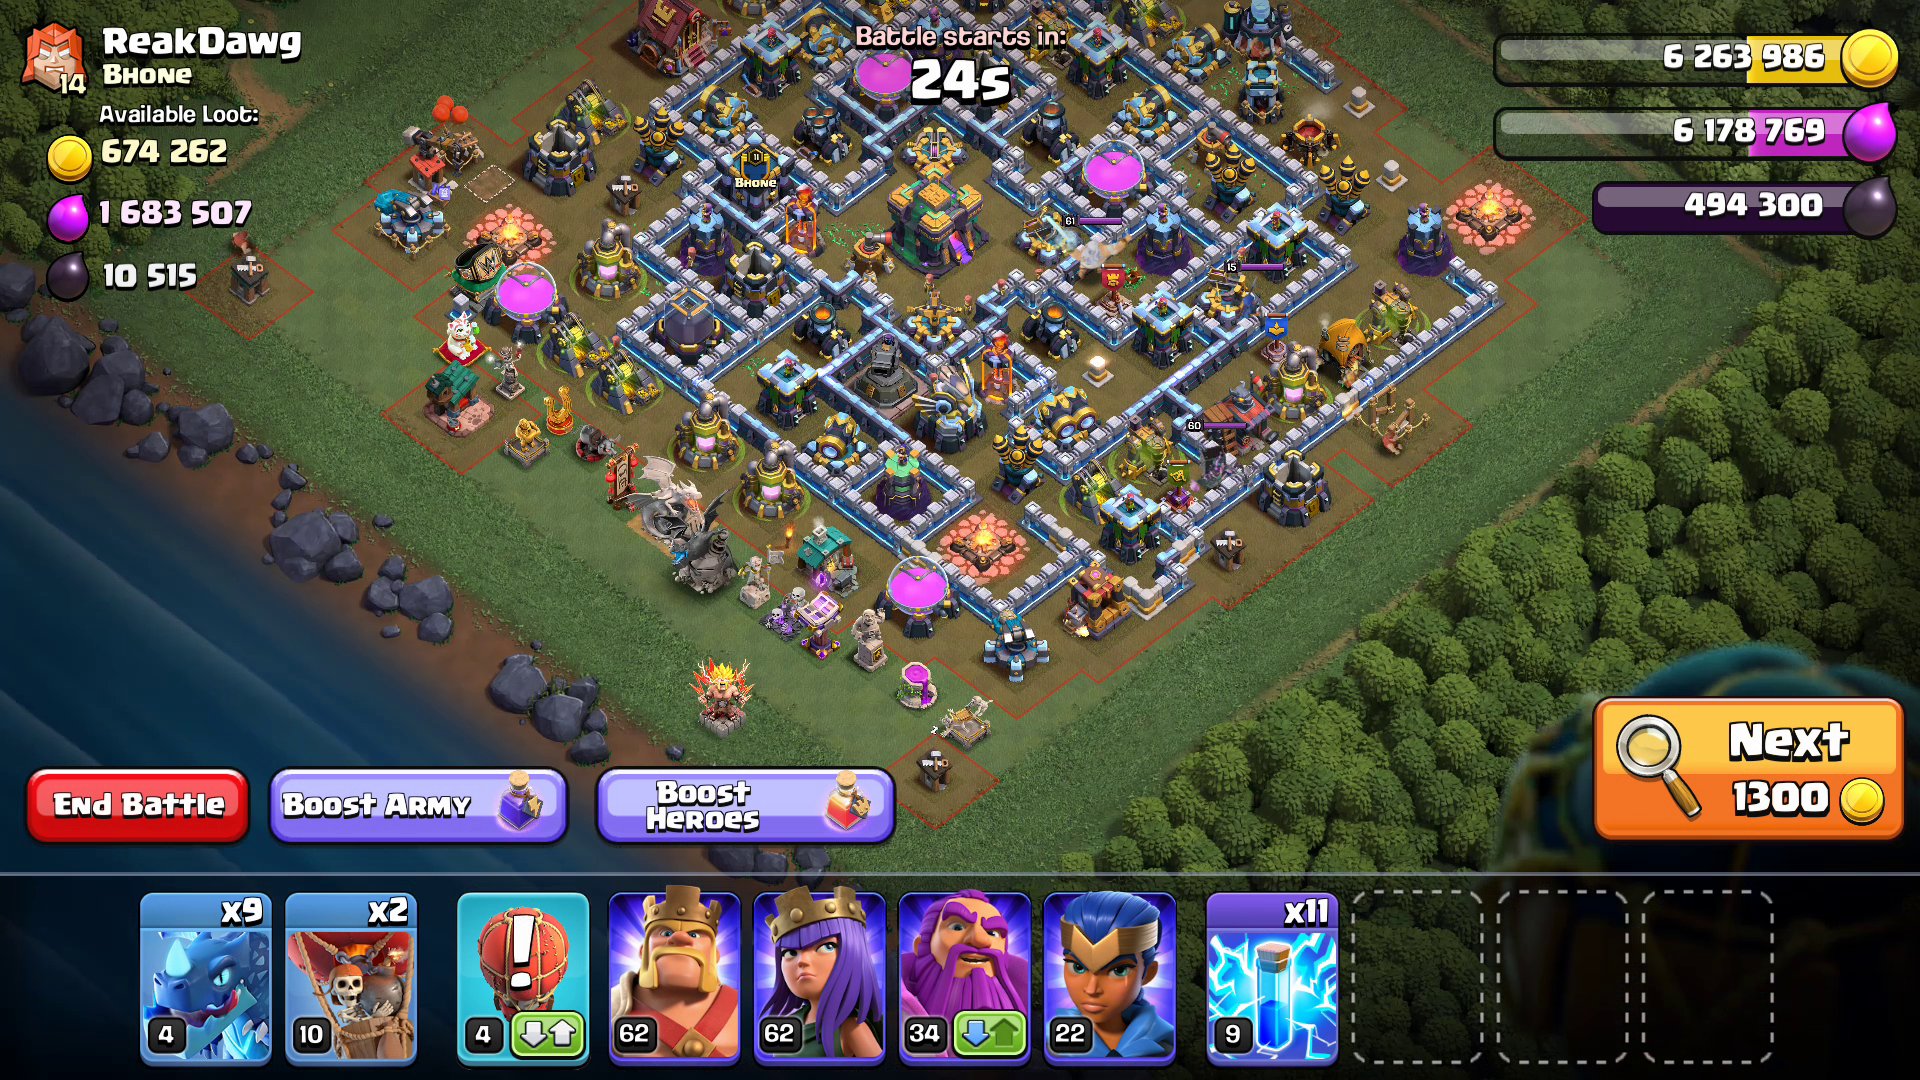 ReakDawg
Bhone
14
Available Loot:
674 262
1 683 507
10 515
Battle starts in:
24s
6 263 986
6 178 769
494 300
11
Bhone
61
15
60
2
End Battle
Boost Army
Boost
Heroes
Next
1300
x9
4
x2
10
4
62
62
34
22
x11
9